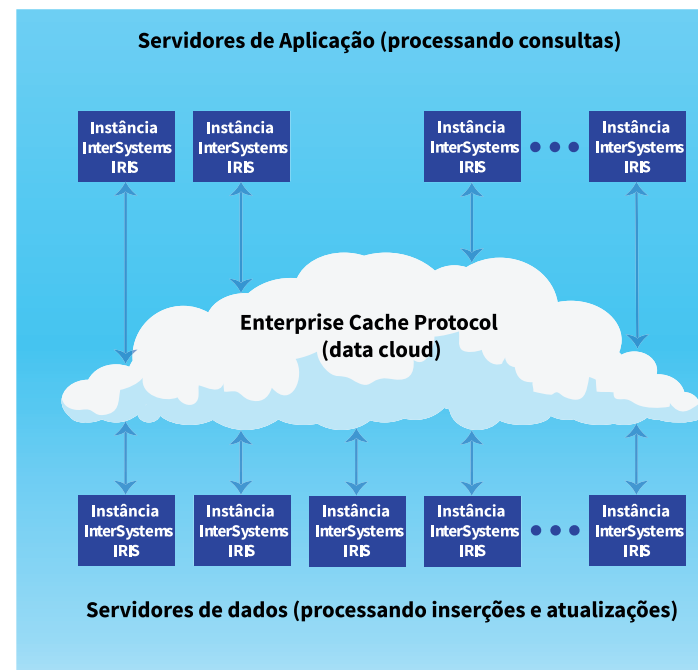 Servidores de Aplicação (processando consultas)
Instância
InterSystems
IRIS
Instância
InterSystems
IRIS
Instância
InterSystems
IRIS
Instância
InterSystems
IRIS
Enterprise Cache Protocol
(data cloud)
Instância
InterSystems
IRIS
Instância
InterSystems
IRIS
Instância
InterSystems
IRIS
Instância
InterSystems
IRIS
Instância
InterSystems
IRIS
Servidores de dados (processando inserções e atualizações)